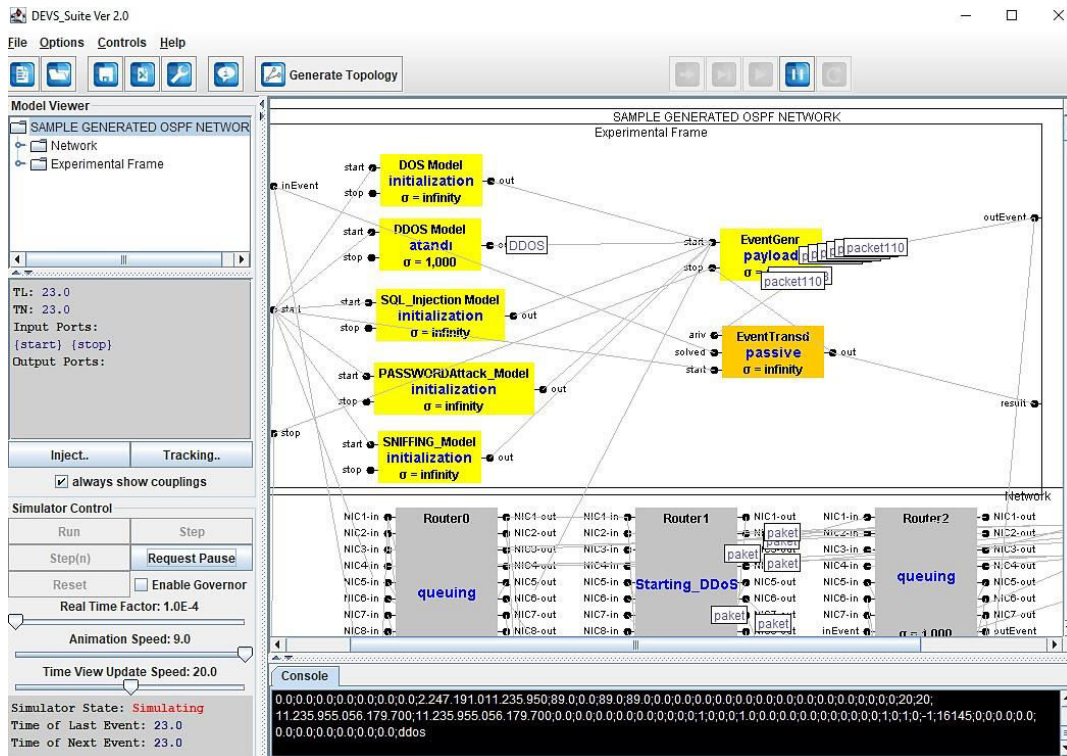 DEVS_Suite Ver 2.0
File Options Controls Help
Generate Topology
Model Viewer
SAMPLE GENERATED OSPF NETWOR
Network
Experimental Frame
TL: 23.0
TN: 23.0
Input Ports:
{start} {stop}
Output Ports:
Inject.. Tracking..
always show couplings
Simulator Control
Run Step
Step(n) Request Pause
Reset Enable Governor
Real Time Factor: 1.0E-4
Animation Speed: 9.0
Time View Update Speed: 20.0
Simulator State: Simulating
Time of Last Event: 23.0
Time of Next Event: 23.0
SAMPLE GENERATED OSPF NETWORK
Experimental Frame
inEvent
start
stop
start DOS Model
stop initialization out
σ = infinity
start DDOS Model
stop atandi DDOS
σ = 1,000
start SQL_Injection Model
stop initialization out
σ = infinity
start PASSWORDAttack_Model
stop initialization out
σ = infinity
start SNIFFING_Model
stop initialization out
σ = infinity
start EventGenr
stop payload packet110
σ =
packet110
ariv EventTransd
solved passive out
start σ = infinity
outEvent
result
Network
NIC1-in Router0 NIC1-out
NIC2-in NIC2-out
NIC3-in NIC3-out
NIC4-in NIC4-out
NIC5-in queuing NIC5-out
NIC6-in NIC6-out
NIC7-in NIC7-out
NIC8-in NIC8-out
NIC1-in Router1 NIC1-out
NIC2-in paket
NIC3-in paket
NIC4-in paket
NIC5-in Starting_DDoS NIC5-out
NIC6-in NIC6-out
NIC7-in paket
NIC8-in paket
NIC1-in Router2 NIC1-out
NIC2-in NIC2-out
NIC3-in NIC3-out
NIC4-in NIC4-out
NIC5-in queuing NIC5-out
NIC6-in NIC6-out
NIC7-in NIC7-out
inEvent σ = 1,000 outEvent
Console
0.0;0.0;0.0;0.0;0.0;0.0;0.0;2.247.191.011.235.950;89.0;0.0;89.0;89.0;0.0;0.0;0.0;0.0;0.0;0.0;0.0;0.0;0.0;0.0;0.0;20;20;
11.235.955.056.179.700;11.235.955.056.179.700;0.0;0.0;0.0;0.0;0.0;0.0;0;0;1;0;0;0;1.0;0.0;0.0;0.0;0.0;0.0;0.0;1;0;1;0;-1;16145;0;0;0.0;0.0;
0.0;0.0;0.0;0.0;0.0;0.0;ddos